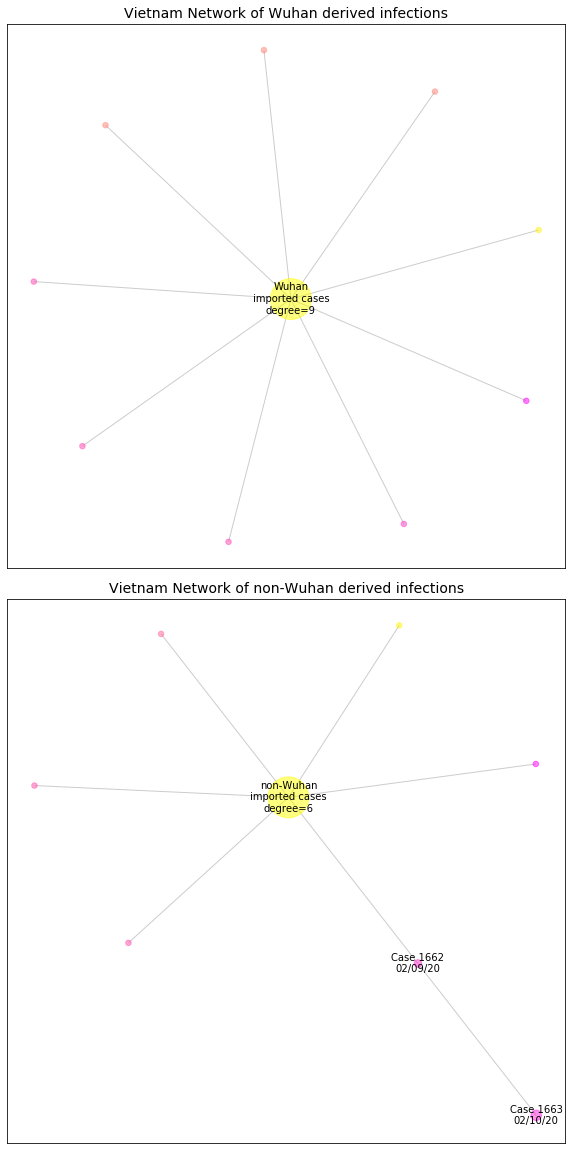 Vietnam Network of Wuhan derived infections
Wuhan
imported cases
degree=9
Vietnam Network of non-Wuhan derived infections
non-Wuhan
imported cases
degree=6
Case 1662
02/09/20
Case 1663
02/10/20